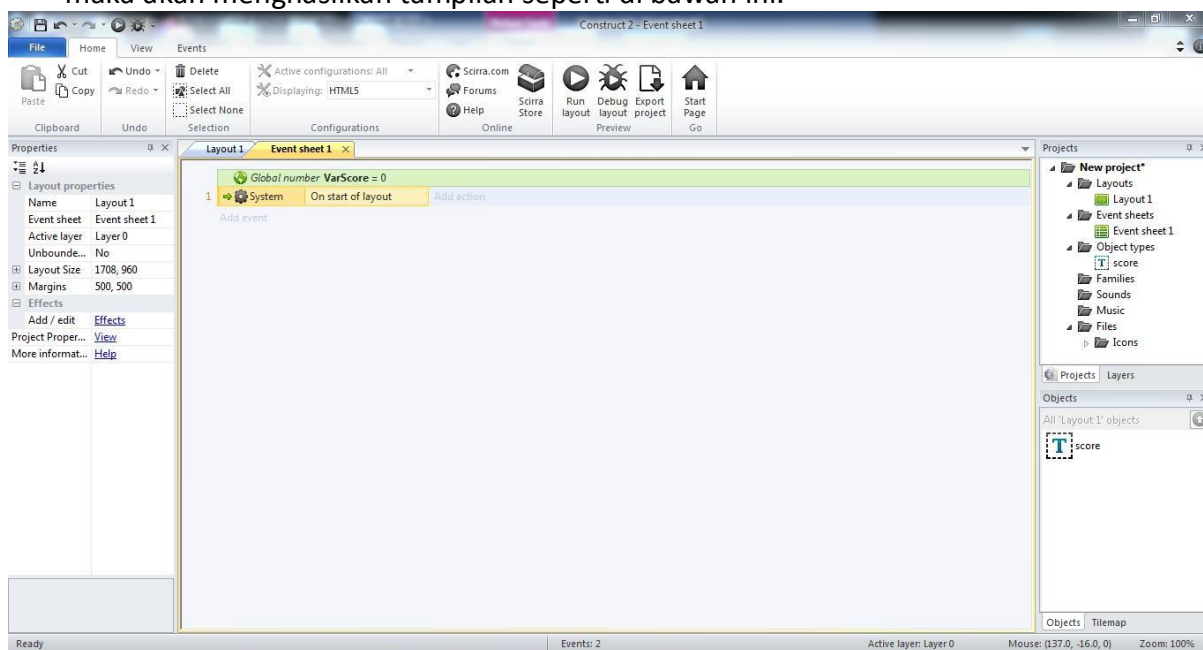 maka akan menghasilkan tampilan seperti di bawah ini.
Construct 2 - Event sheet 1
File Home View Events
Paste
Cut
Copy
Clipboard
Undo
Redo
Undo
Delete
Select All
Select None
Selection
Active configurations: All
Displaying: HTML5
Configurations
Scirra.com
Forums
Help
Scirra Store
Online
Run layout
Debug layout
Export project
Preview
Start Page
Go
Properties
Layout properties
Name Layout 1
Event sheet Event sheet 1
Active layer Layer 0
Unbounde... No
Layout Size 1708, 960
Margins 500, 500
Effects
Add / edit Effects
Project Proper... View
More informat... Help
Layout 1 Event sheet 1
Global number VarScore = 0
1 System On start of layout Add action
Add event
Projects
New project*
Layouts
Layout 1
Event sheets
Event sheet 1
Object types
T score
Families
Sounds
Music
Files
Icons
Projects Layers
Objects
All 'Layout 1' objects
T score
Objects Tilemap
Ready Events: 2 Active layer: Layer 0 Mouse: (137.0, -16.0, 0) Zoom: 100%